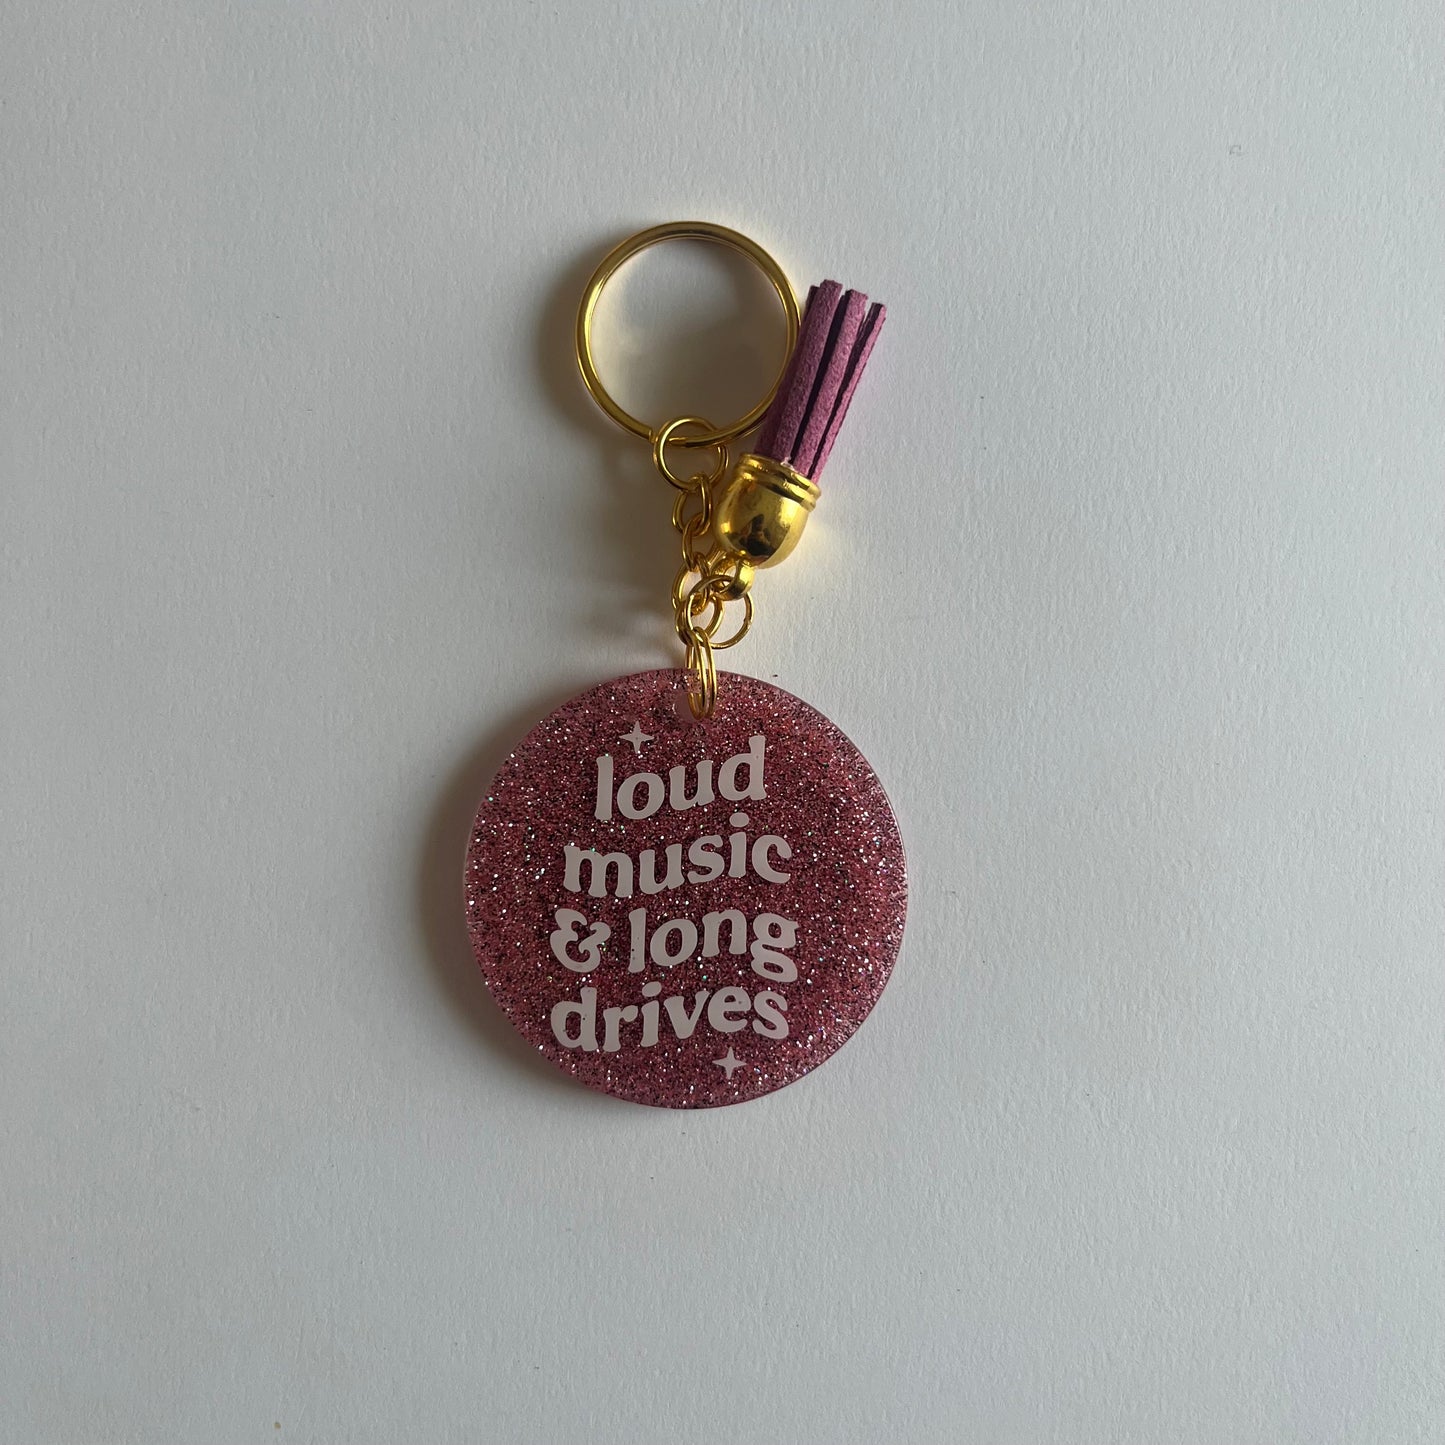 loud
music
& long
drives